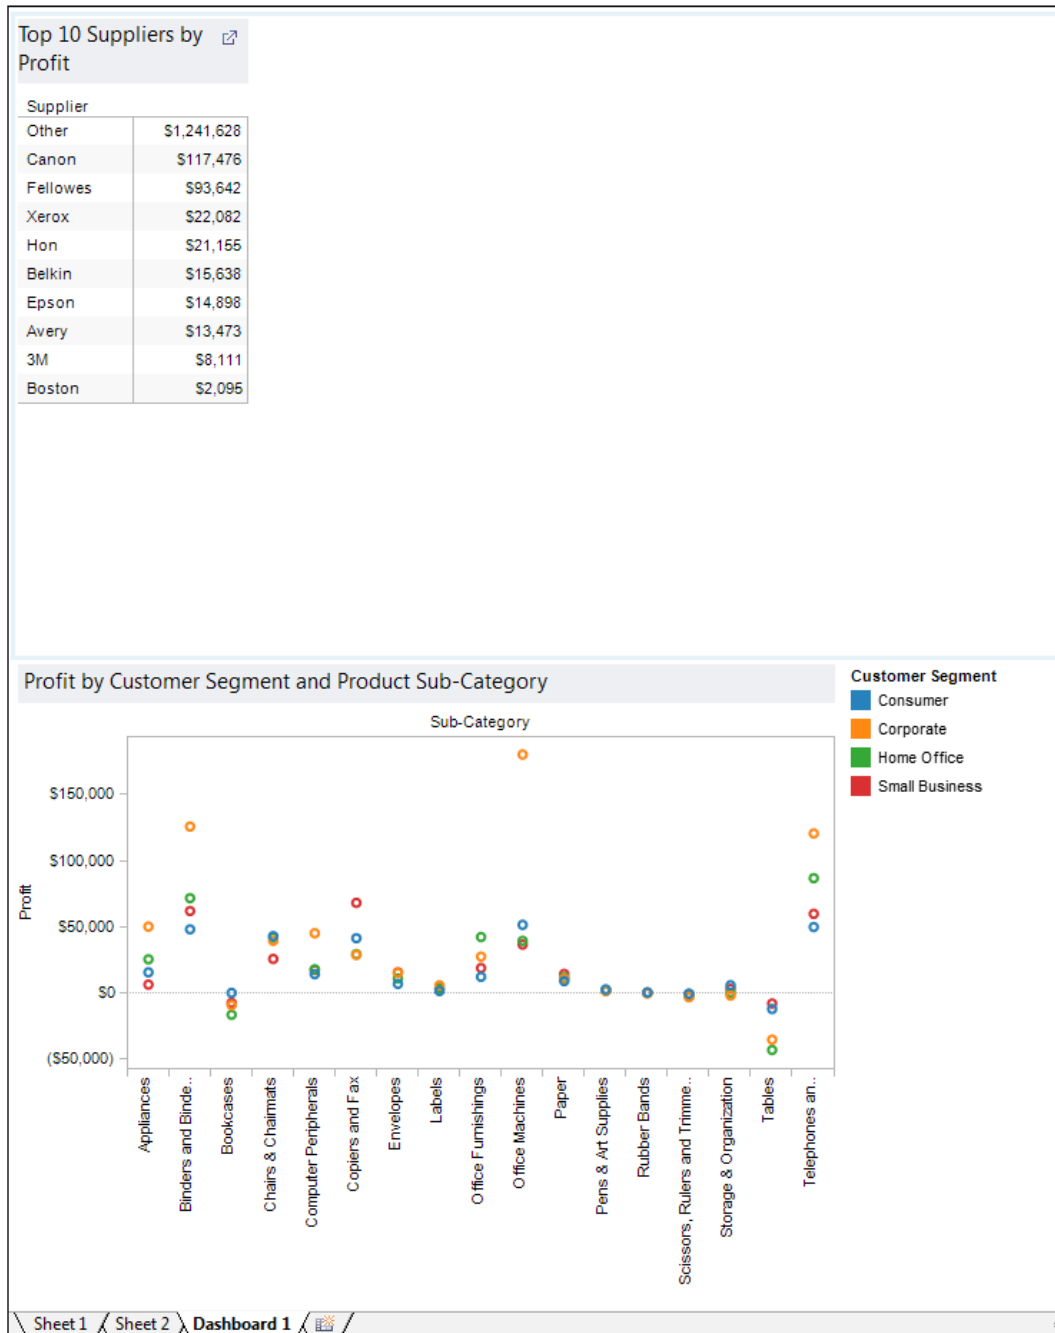 Top 10 Suppliers by
Profit
Supplier
Other $1,241,628
Canon $117,476
Fellowes $93,642
Xerox $22,082
Hon $21,155
Belkin $15,638
Epson $14,898
Avery $13,473
3M $8,111
Boston $2,095
Profit by Customer Segment and Product Sub-Category
Customer Segment
Consumer
Corporate
Home Office
Small Business
Sub-Category
Profit
$150,000
$100,000
$50,000
$0
($50,000)
Appliances
Binders and Binde..
Bookcases
Chairs & Chairmats
Computer Peripherals
Copiers and Fax
Envelopes
Labels
Office Furnishings
Office Machines
Paper
Pens & Art Supplies
Rubber Bands
Scissors, Rulers and Trimme..
Storage & Organization
Tables
Telephones an..
Sheet 1 Sheet 2 Dashboard 1